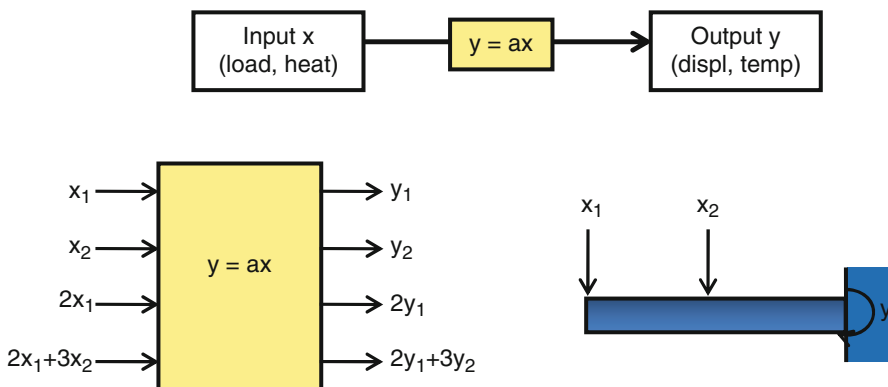 Input x
(load, heat)
y = ax
Output y
(displ, temp)
x₁
x₂
2x₁
2x₁+3x₂
y = ax
y₁
y₂
2y₁
2y₁+3y₂
x₁
x₂
y